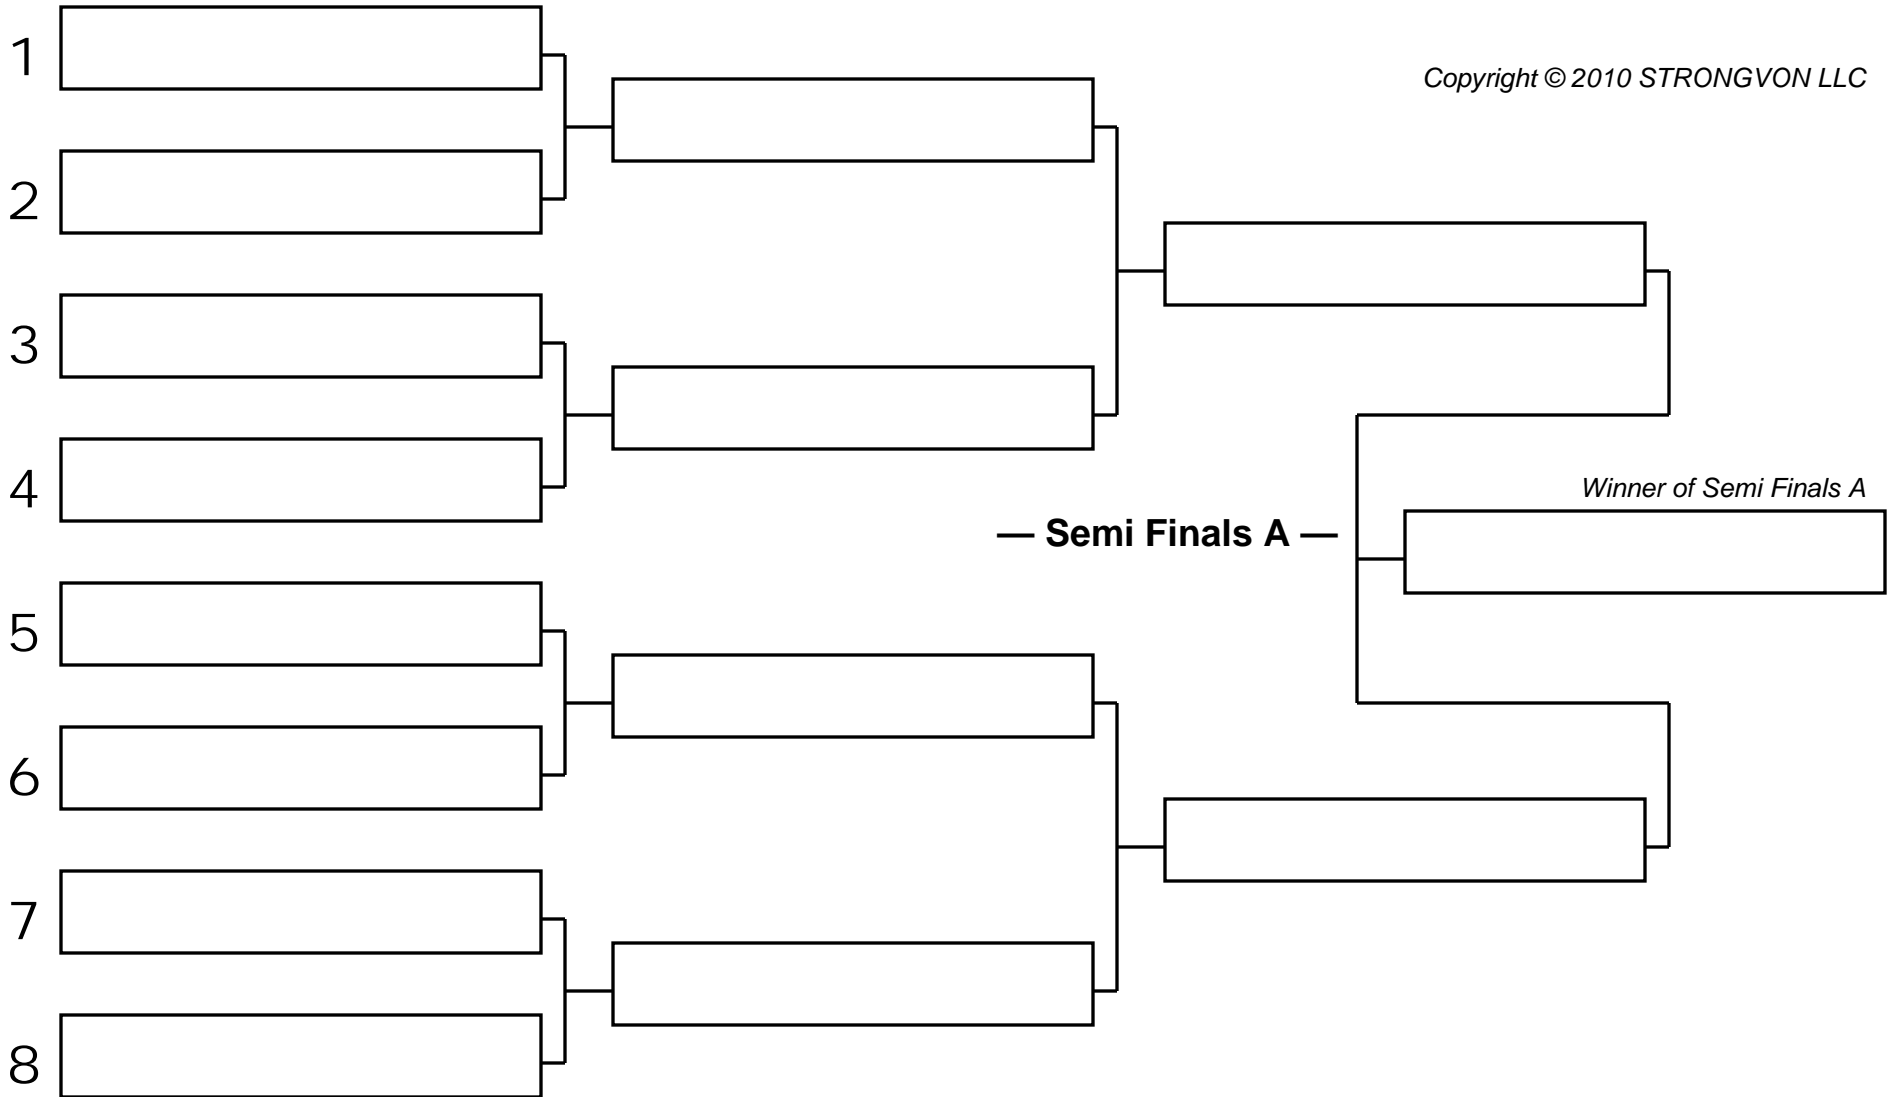 1
Copyright © 2010 STRONGVON LLC
2
3
4
Winner of Semi Finals A
— Semi Finals A —
5
6
7
8